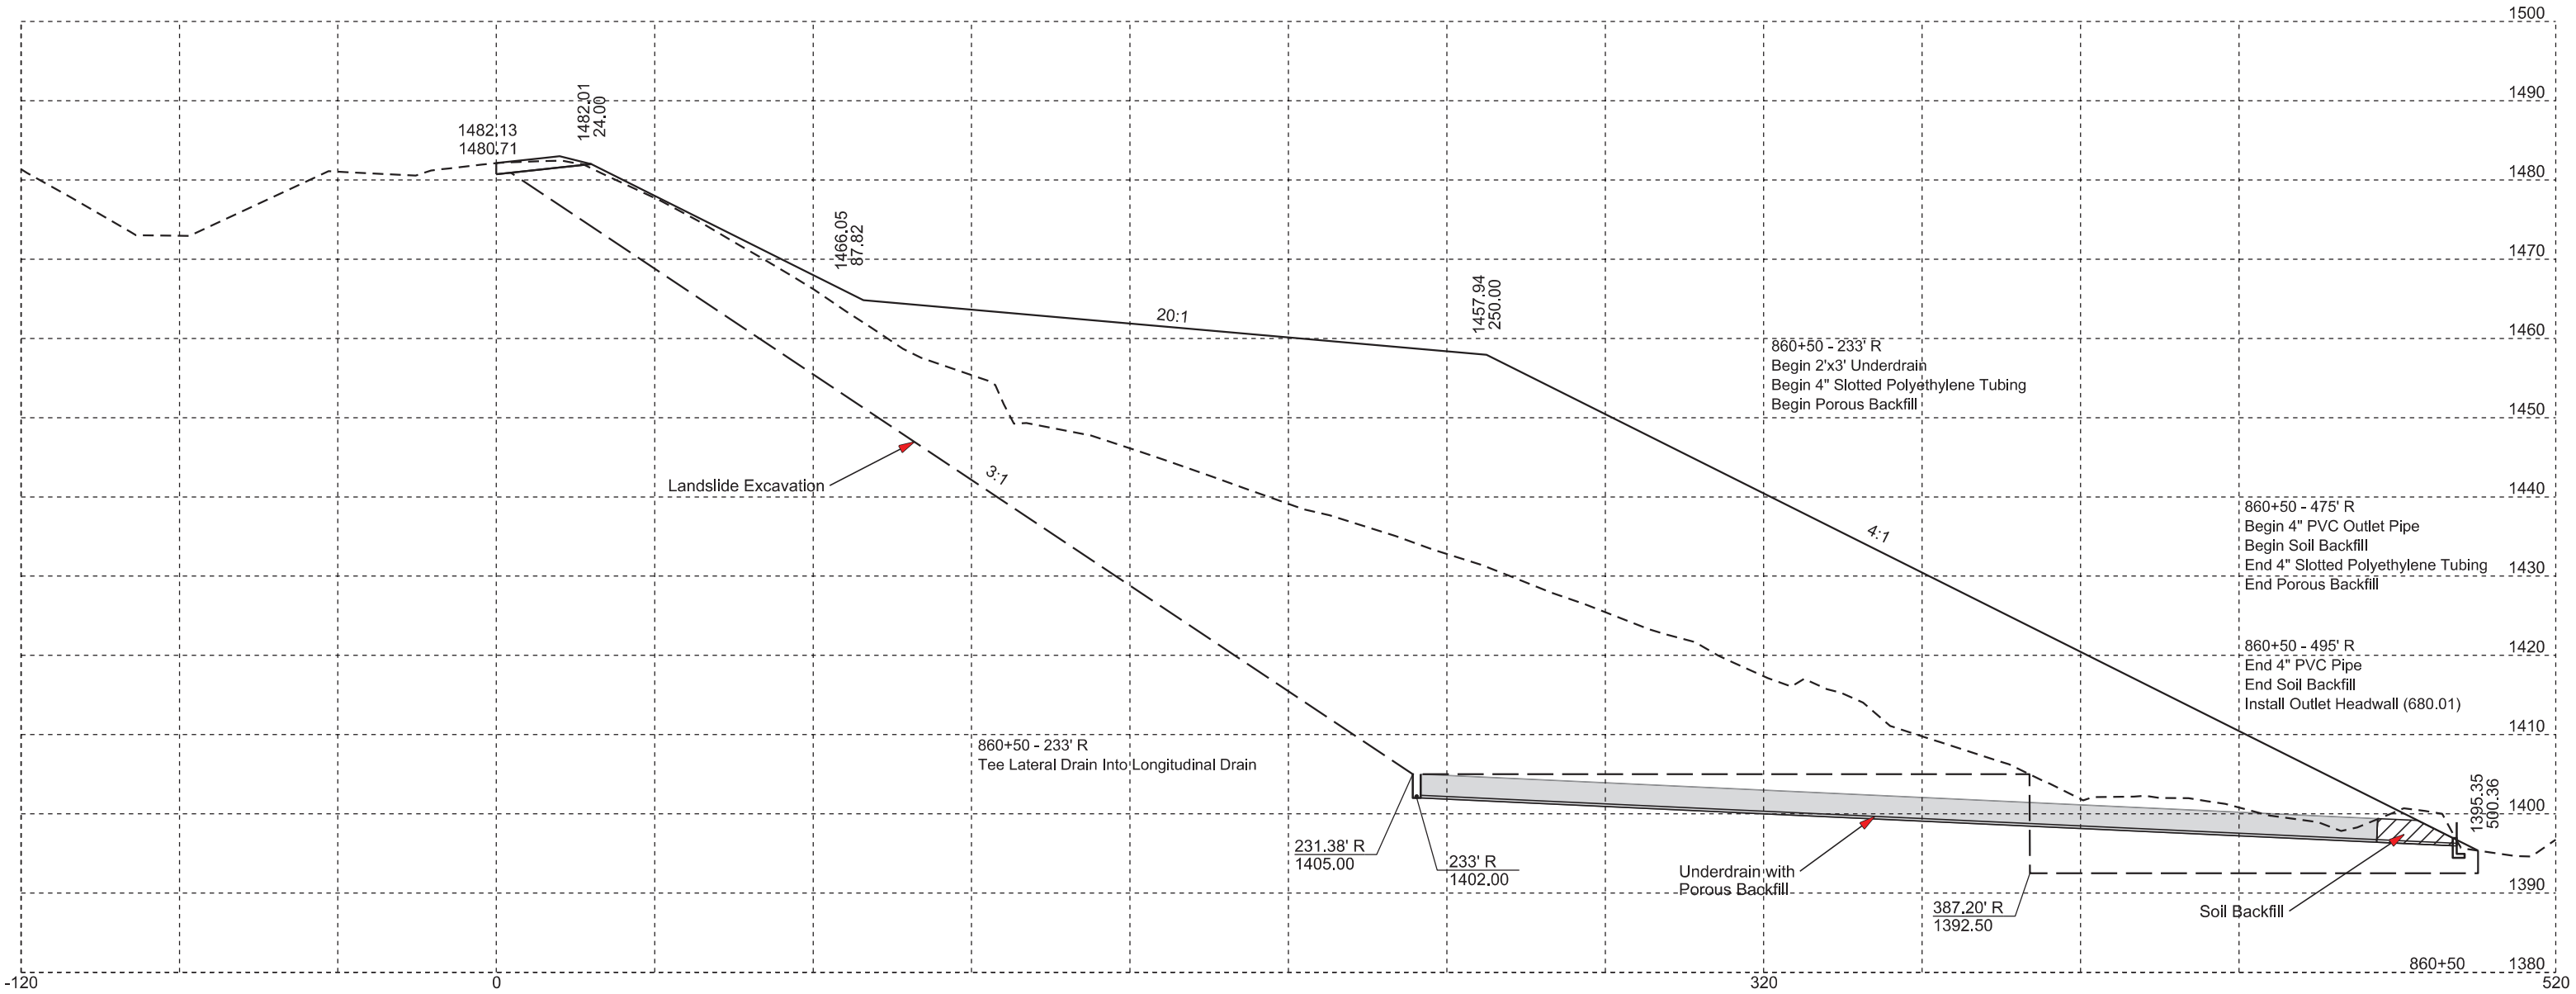 1500
1490
1482.01
24.00
1482.13
1480.71
1480
1470
1466.05
87.82
1460
1457.94
250.00
20:1
860+50 - 233' R
Begin 2'x3' Underdrain
Begin 4" Slotted Polyethylene Tubing
Begin Porous Backfill
1450
Landslide Excavation
3:1
1440
4:1
860+50 - 475' R
Begin 4" PVC Outlet Pipe
Begin Soil Backfill
End 4" Slotted Polyethylene Tubing
End Porous Backfill
1430
1420
860+50 - 495' R
End 4" PVC Pipe
End Soil Backfill
Install Outlet Headwall (680.01)
1410
860+50 - 233' R
Tee Lateral Drain Into Longitudinal Drain
1400
1395.35
500.36
231.38' R
1405.00
233' R
1402.00
Underdrain with
Porous Backfill
1390
387.20' R
1392.50
Soil Backfill
860+50
1380
-120
0
320
520